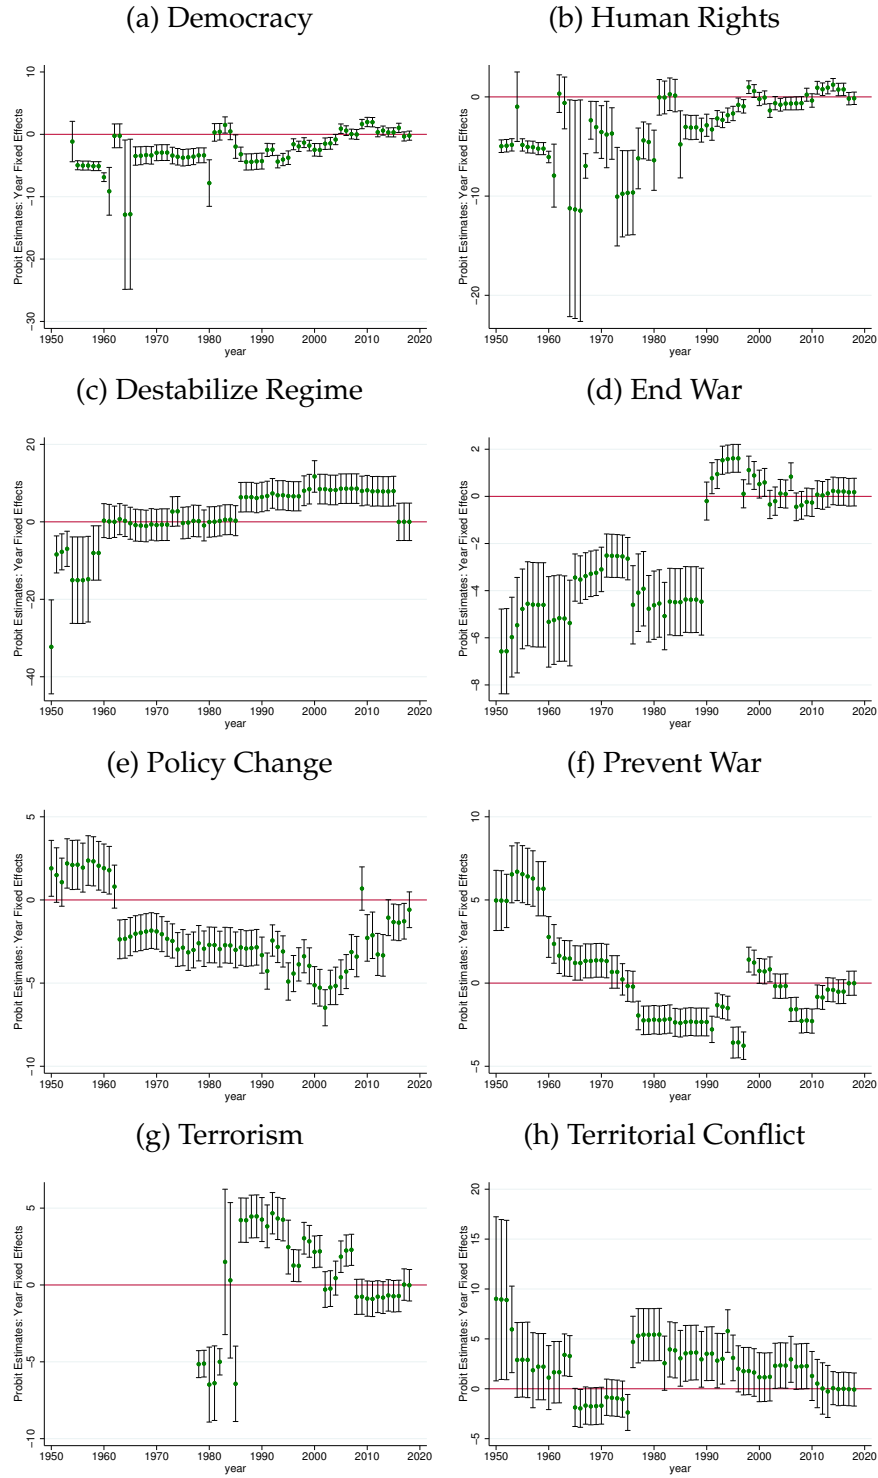 (a) Democracy
Probit Estimates: Year Fixed Effects
10
0
−10
−20
−30
1950 1960 1970 1980 1990 2000 2010 2020
year
(b) Human Rights
Probit Estimates: Year Fixed Effects
0
−10
−20
1950 1960 1970 1980 1990 2000 2010 2020
year
(c) Destabilize Regime
Probit Estimates: Year Fixed Effects
20
0
−20
−40
1950 1960 1970 1980 1990 2000 2010 2020
year
(d) End War
Probit Estimates: Year Fixed Effects
2
0
−2
−4
−6
−8
1950 1960 1970 1980 1990 2000 2010 2020
year
(e) Policy Change
Probit Estimates: Year Fixed Effects
5
0
−5
−10
1950 1960 1970 1980 1990 2000 2010 2020
year
(f) Prevent War
Probit Estimates: Year Fixed Effects
10
5
0
−5
1950 1960 1970 1980 1990 2000 2010 2020
year
(g) Terrorism
Probit Estimates: Year Fixed Effects
5
0
−5
−10
1950 1960 1970 1980 1990 2000 2010 2020
year
(h) Territorial Conflict
Probit Estimates: Year Fixed Effects
20
15
10
5
0
−5
1950 1960 1970 1980 1990 2000 2010 2020
year